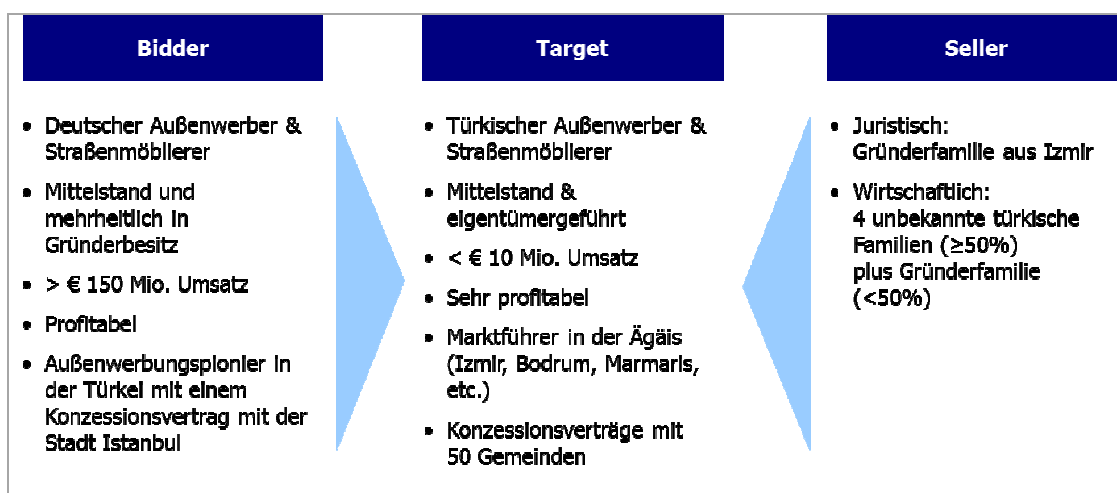 Bidder
• Deutscher Außenwerber &
Straßenmöblierer
• Mittelstand und
mehrheitlich in
Gründerbesitz
• > € 150 Mio. Umsatz
• Profitabel
• Außenwerbungspionier in
der Türkei mit einem
Konzessionsvertrag mit der
Stadt Istanbul
Target
• Türkischer Außenwerber &
Straßenmöblierer
• Mittelstand &
eigentümergeführt
• < € 10 Mio. Umsatz
• Sehr profitabel
• Marktführer in der Ägäis
(Izmir, Bodrum, Marmaris,
etc.)
• Konzessionsverträge mit
50 Gemeinden
Seller
• Juristisch:
Gründerfamilie aus Izmir
• Wirtschaftlich:
4 unbekannte türkische
Familien (≥50%)
plus Gründerfamilie
(<50%)